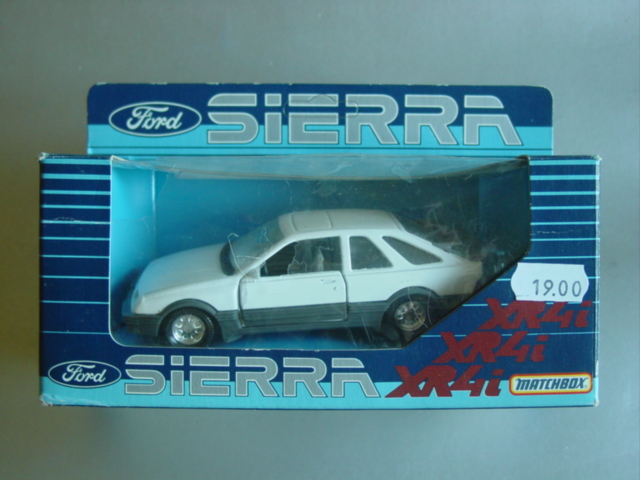 Ford SIERRA
19.00
XR4i
XR4i
Ford SIERRA XR4i MATCHBOX